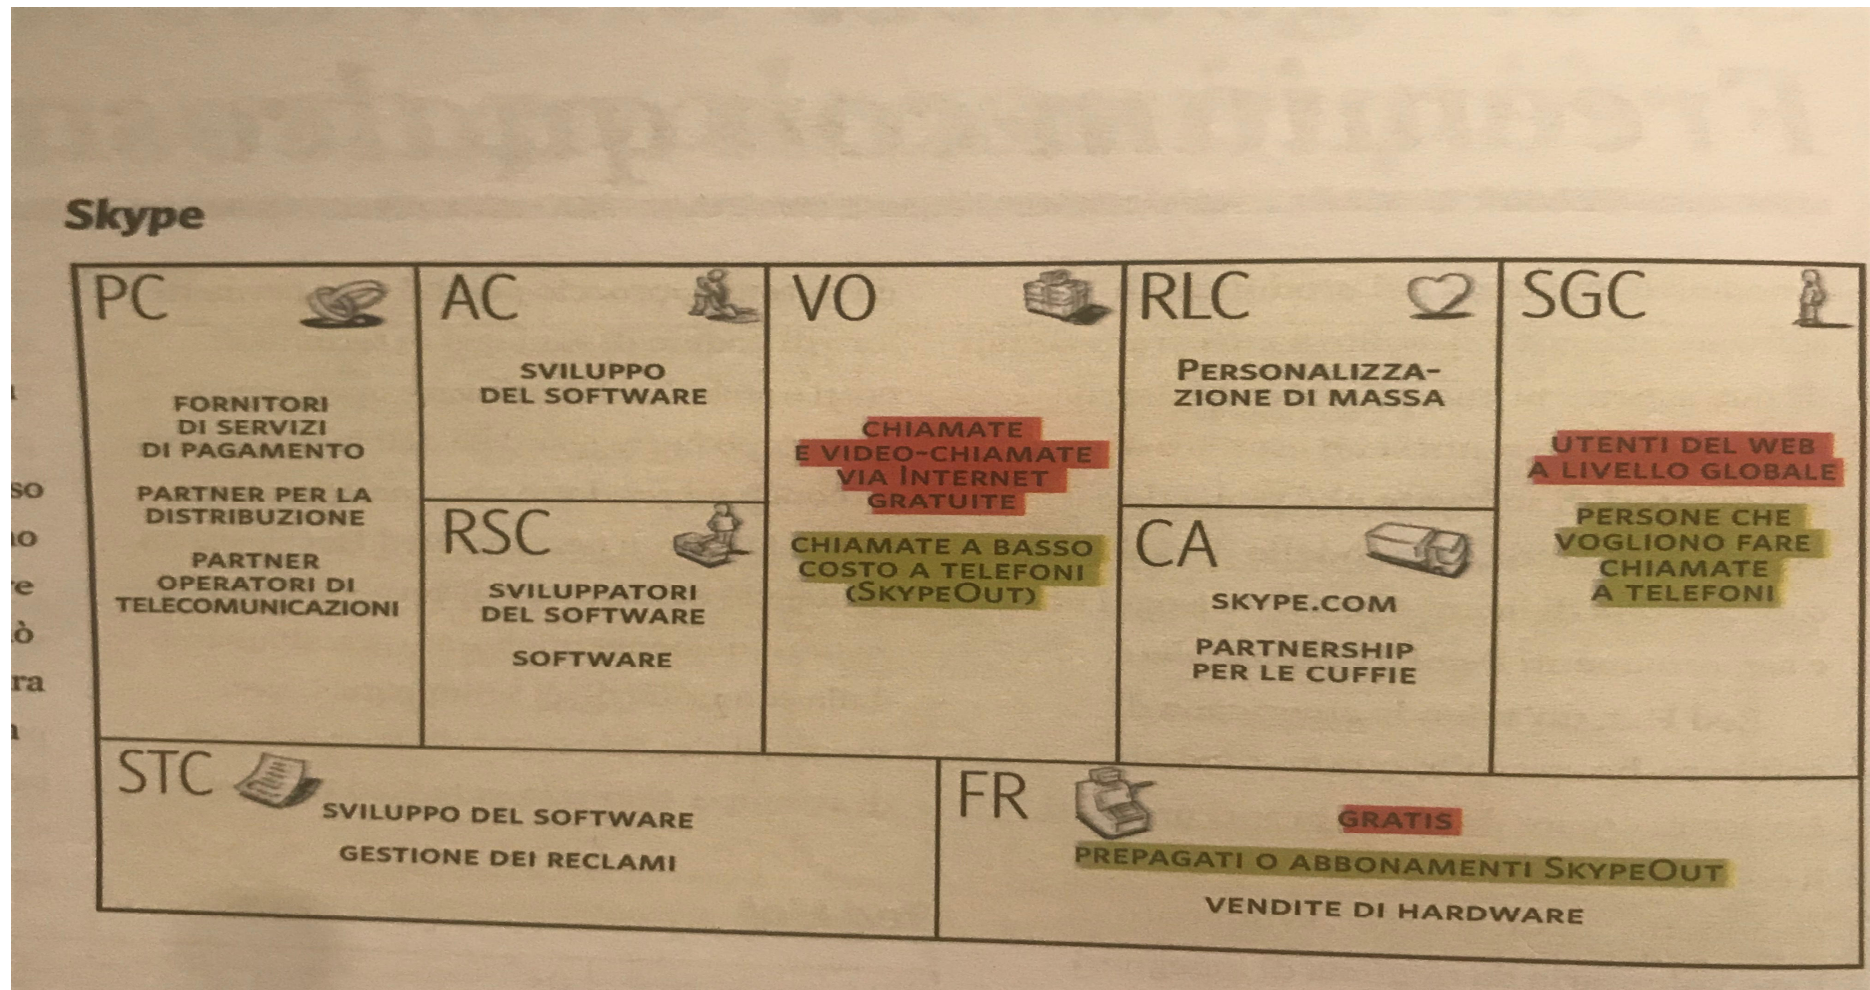 Skype
PC
FORNITORI
DI SERVIZI
DI PAGAMENTO
PARTNER PER LA
DISTRIBUZIONE
PARTNER
OPERATORI DI
TELECOMUNICAZIONI
AC
SVILUPPO
DEL SOFTWARE
RSC
SVILUPPATORI
DEL SOFTWARE
SOFTWARE
VO
CHIAMATE
E VIDEO-CHIAMATE
VIA INTERNET
GRATUITE
CHIAMATE A BASSO
COSTO A TELEFONI
(SKYPEOUT)
RLC
PERSONALIZZA-
ZIONE DI MASSA
CA
SKYPE.COM
PARTNERSHIP
PER LE CUFFIE
SGC
UTENTI DEL WEB
A LIVELLO GLOBALE
PERSONE CHE
VOGLIONO FARE
CHIAMATE
A TELEFONI
STC
SVILUPPO DEL SOFTWARE
GESTIONE DEI RECLAMI
FR
GRATIS
PREPAGATI O ABBONAMENTI SKYPEOUT
VENDITE DI HARDWARE